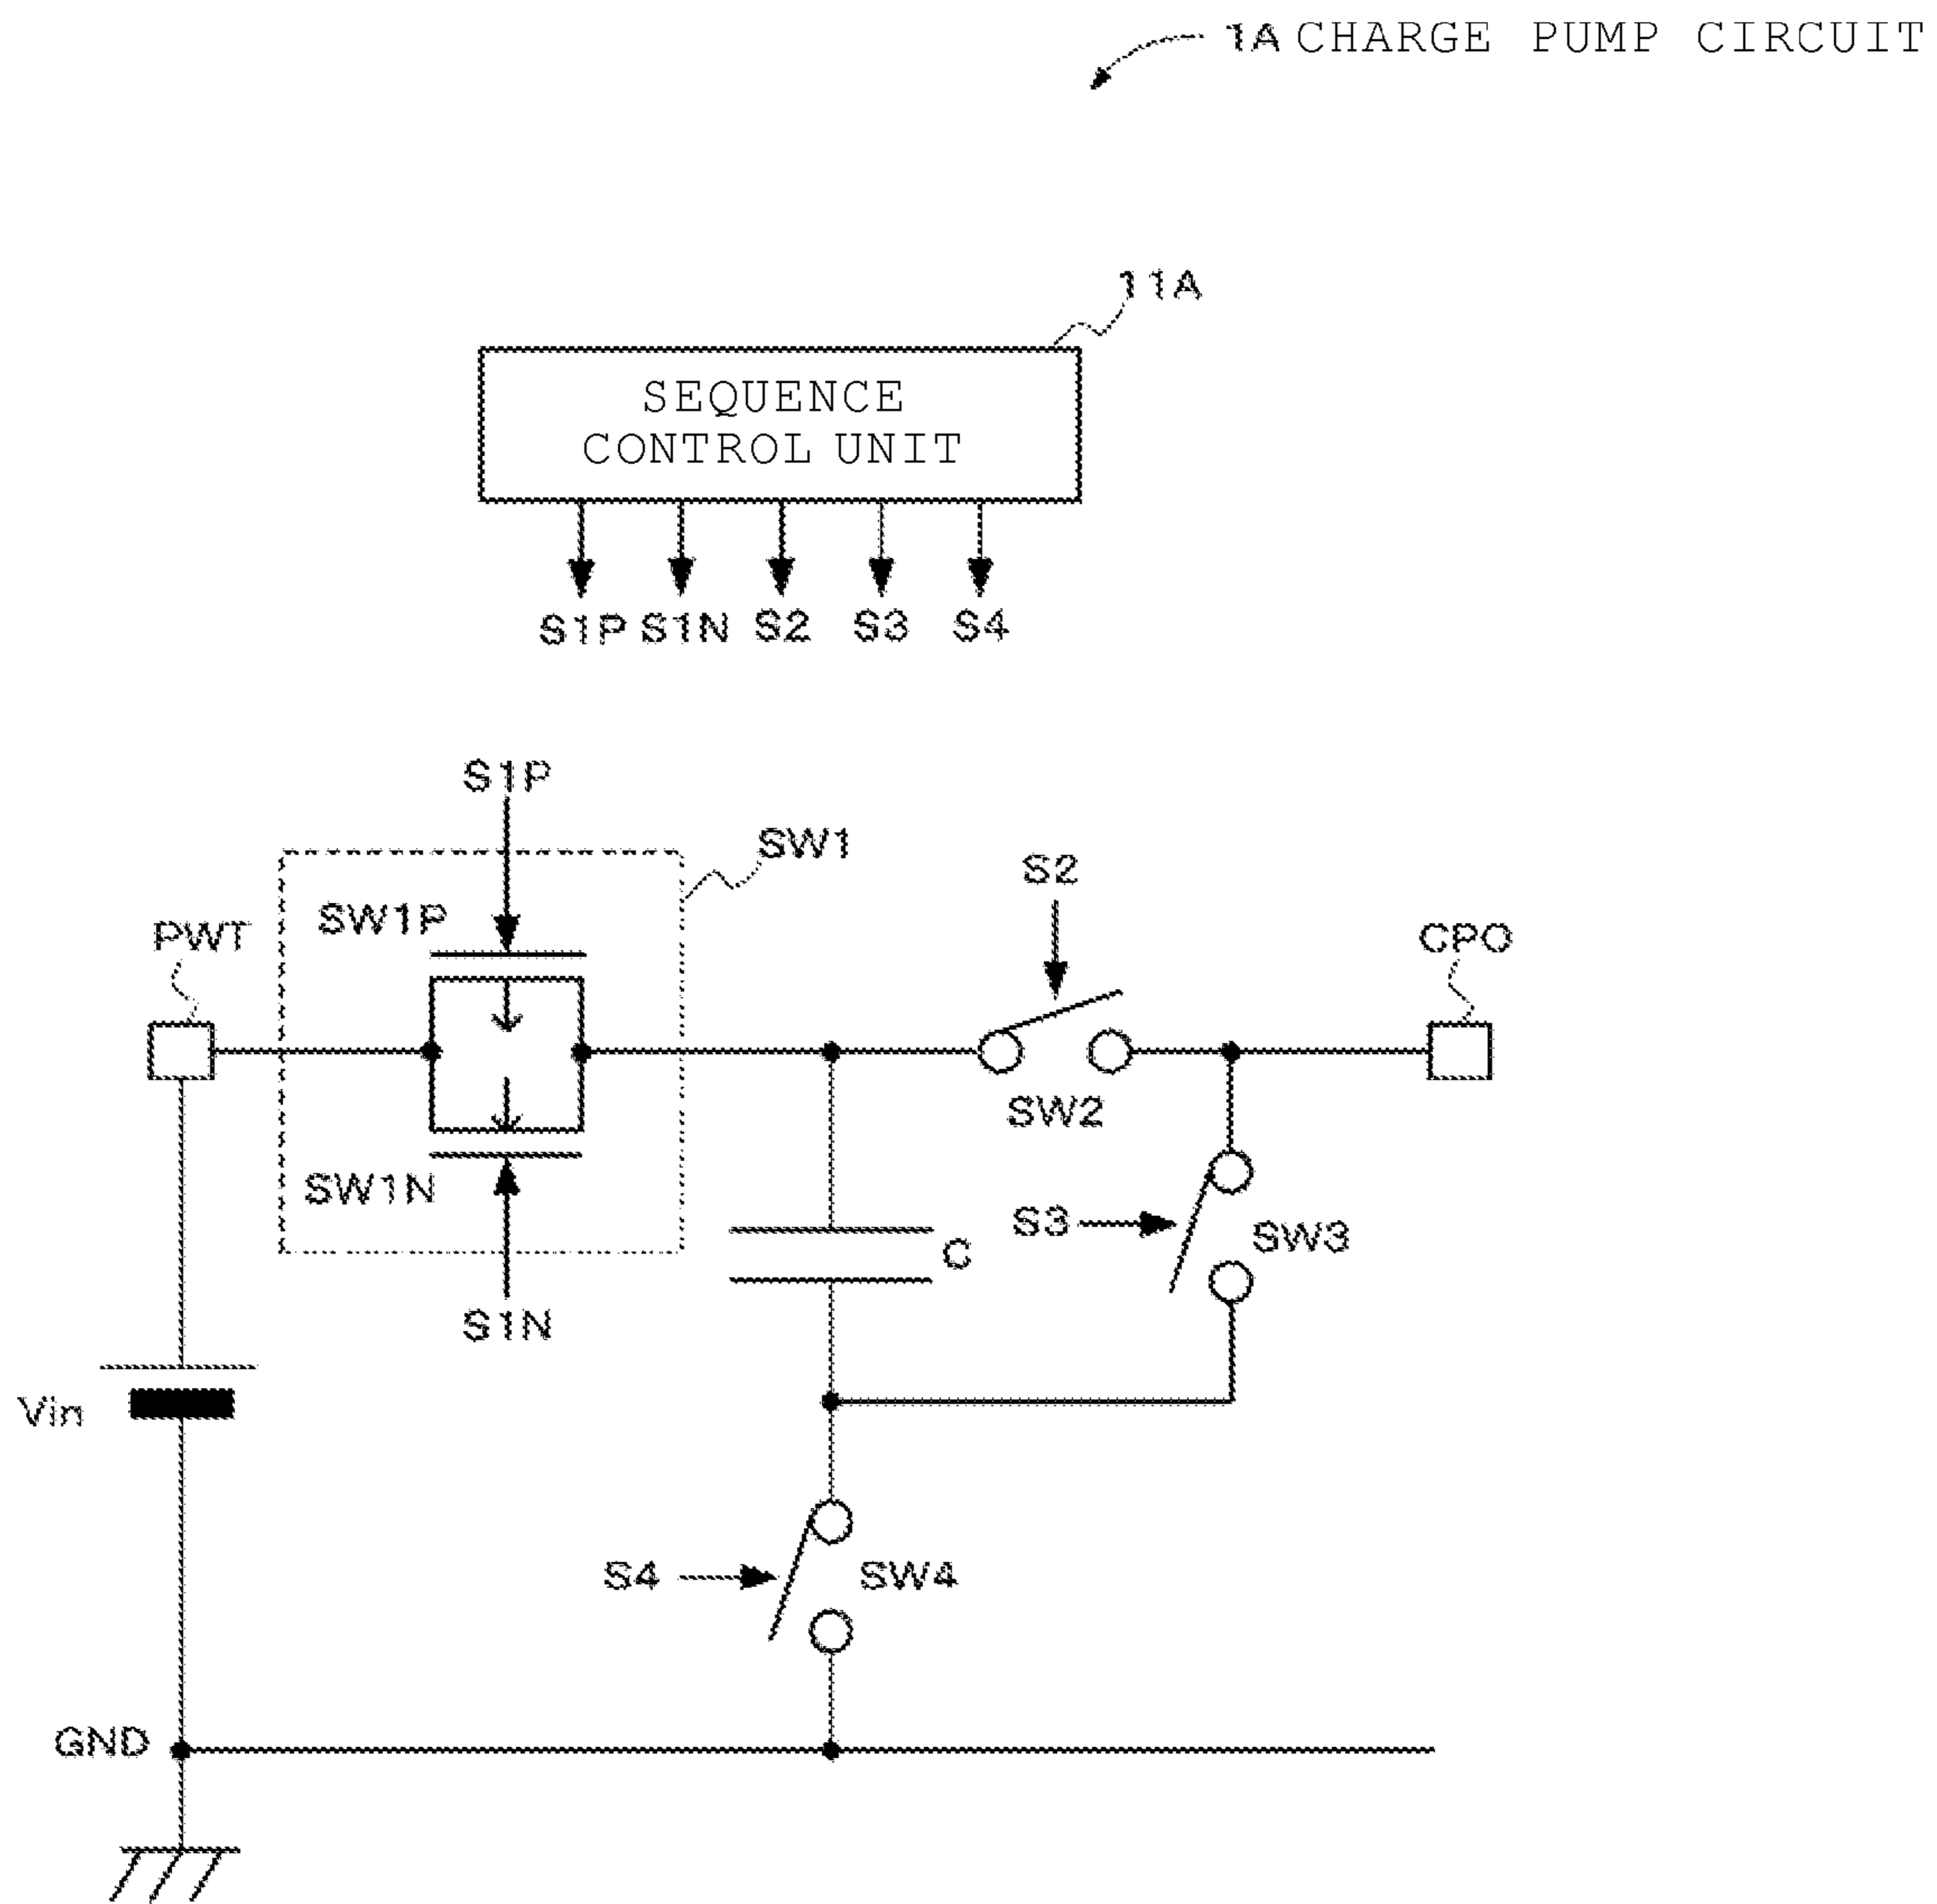 1A CHARGE PUMP CIRCUIT
11A
SEQUENCE
CONTROL UNIT
S1P S1N S2 S3 S4
S1P
SW1
S2
SW1P
PWT
CPO
SW2
SW1N
S3
SW3
C
S1N
Vin
S4
SW4
GND